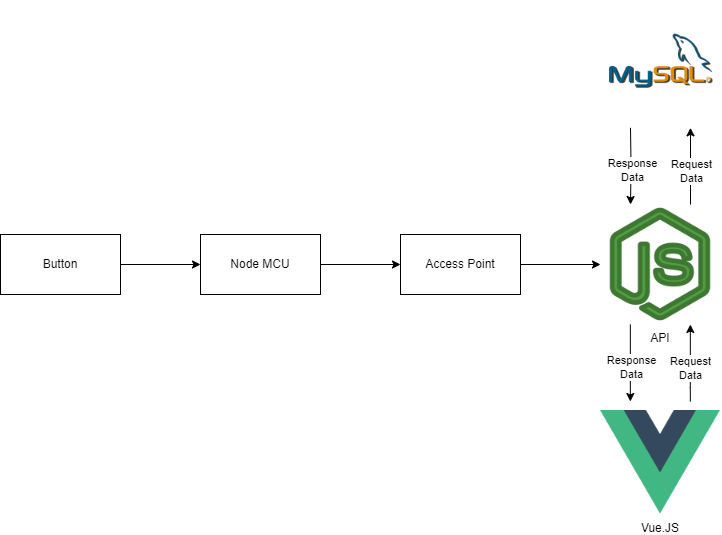 MySQL.
Response
Data
Request
Data
Button
Node MCU
Access Point
JS
API
Response
Data
Request
Data
Vue.JS